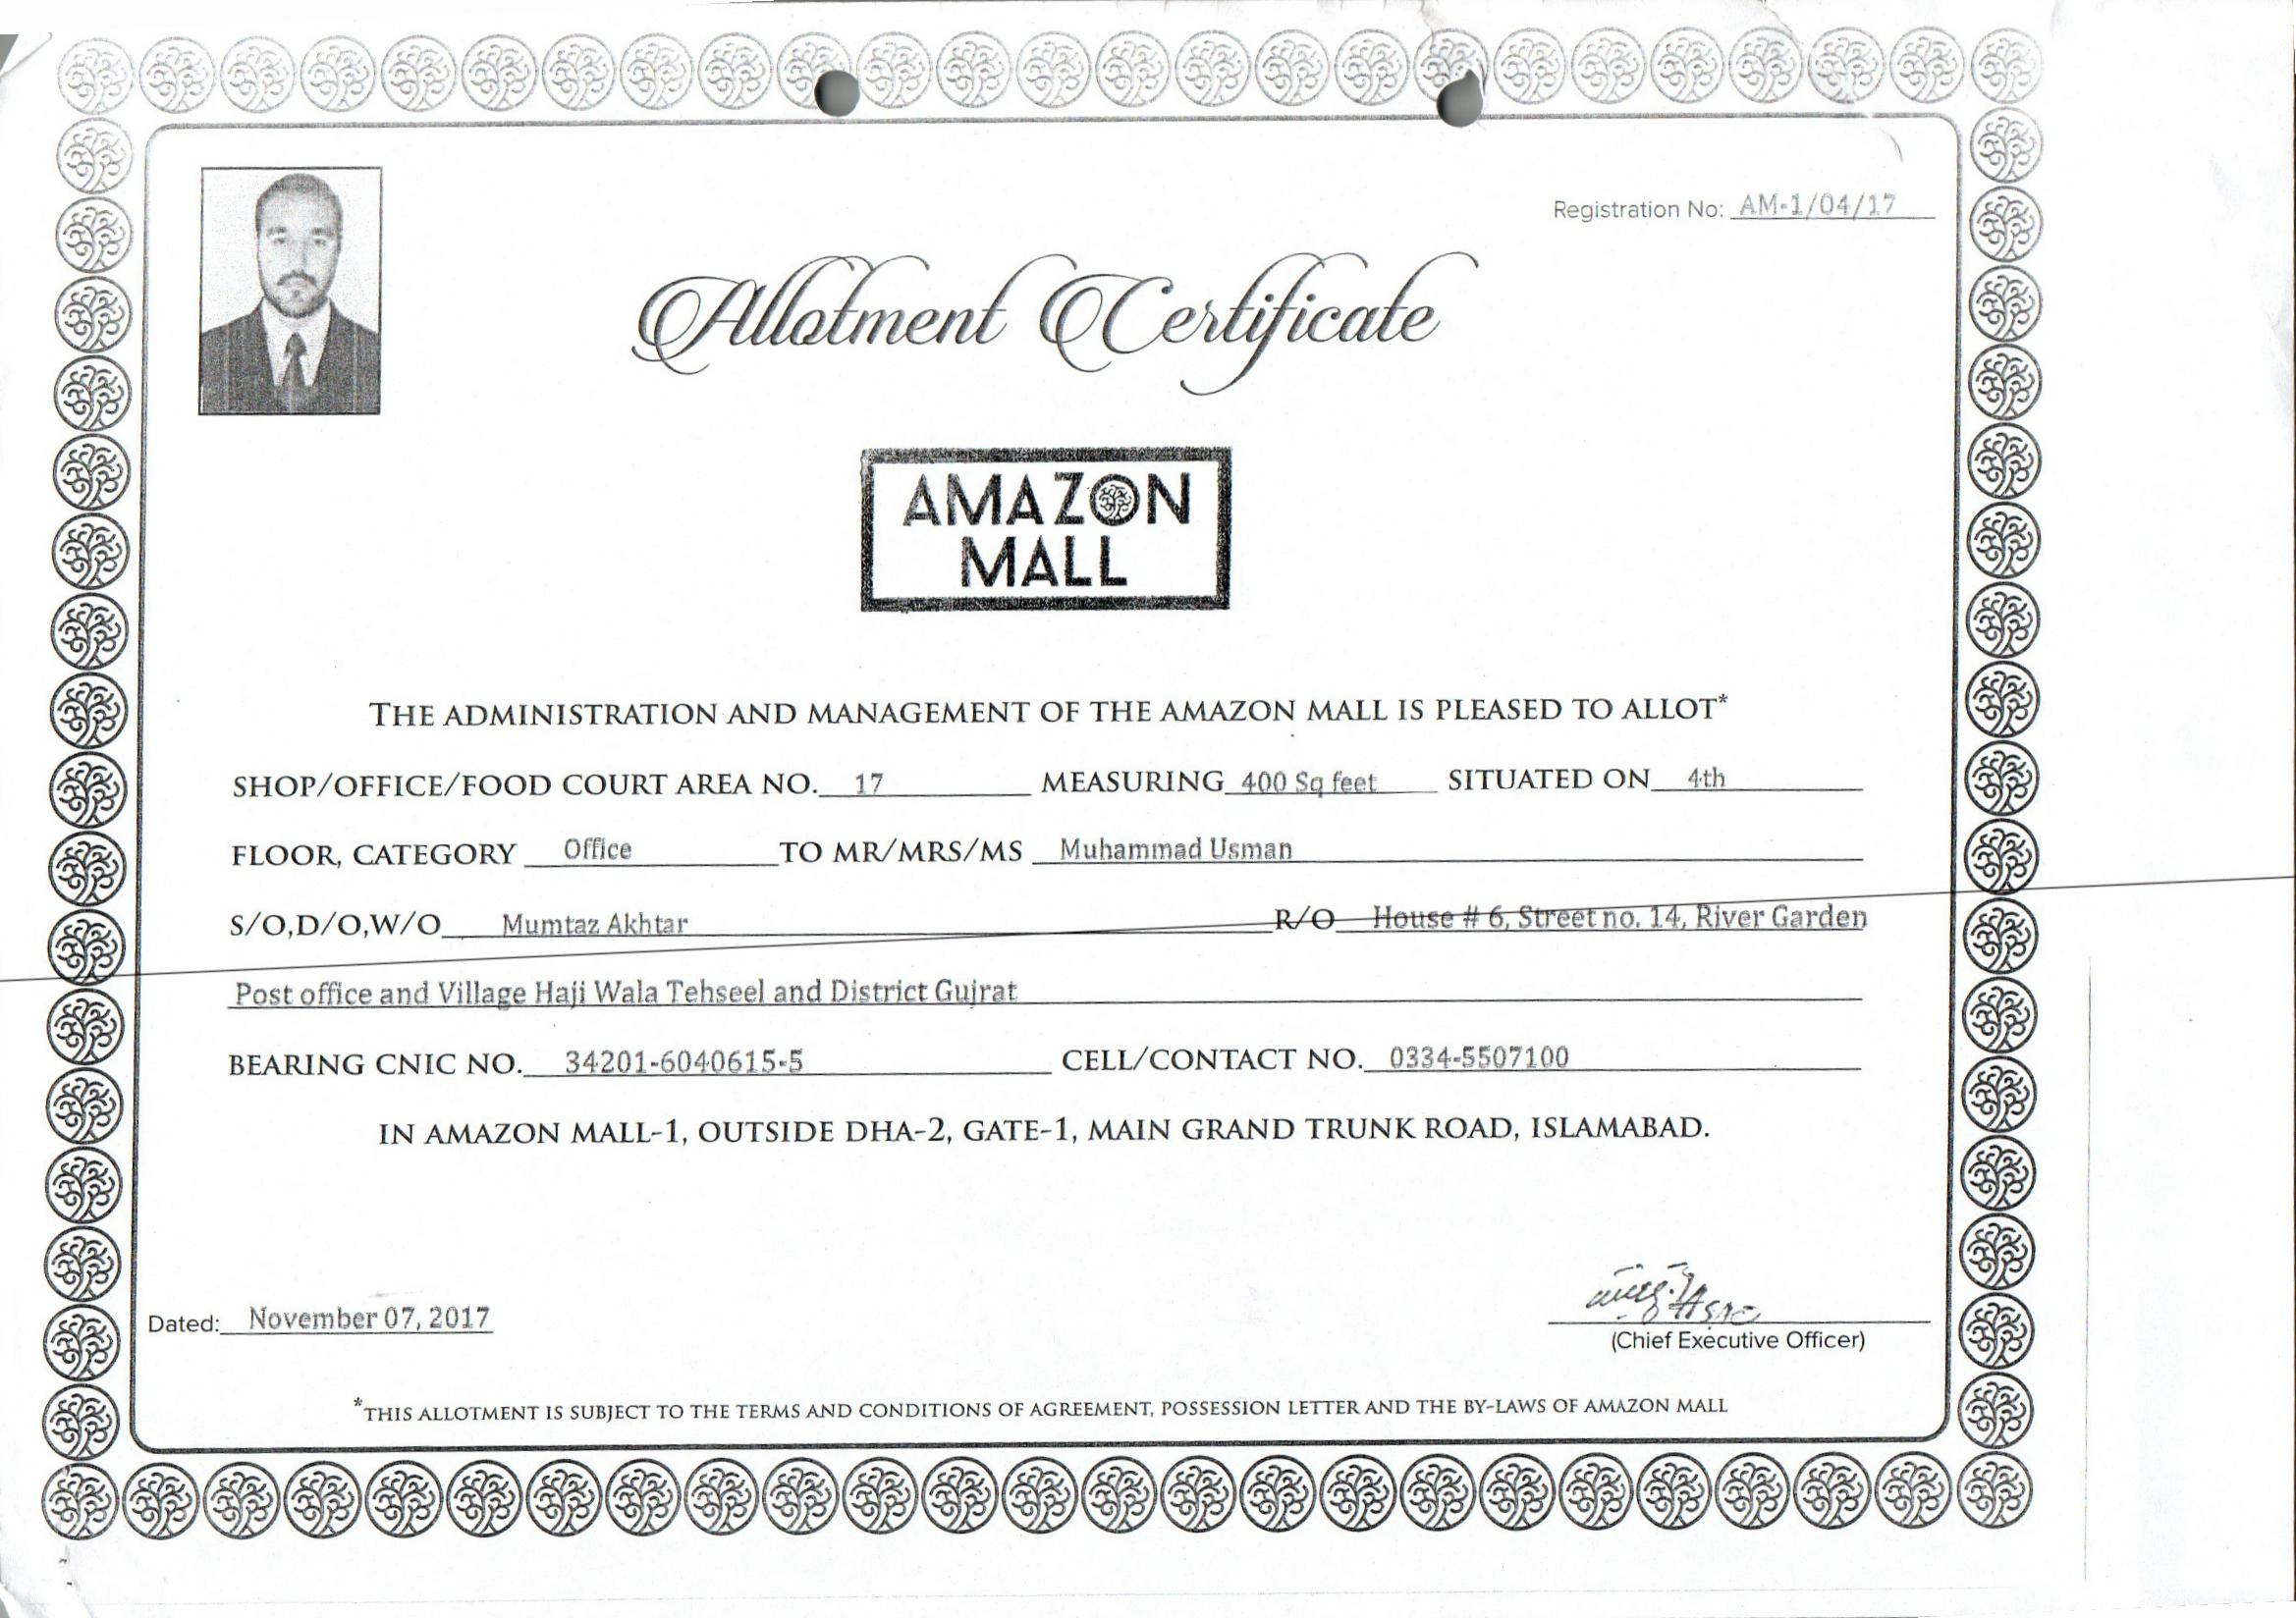 Registration No: AM-1/04/17
Allotment Certificate
AMAZON
MALL
THE ADMINISTRATION AND MANAGEMENT OF THE AMAZON MALL IS PLEASED TO ALLOT*
SHOP/OFFICE/FOOD COURT AREA NO. 17 MEASURING 400 Sq feet SITUATED ON 4th
FLOOR, CATEGORY Office TO MR/MRS/MS Muhammad Usman
S/O,D/O,W/O Mumtaz Akhtar R/O House # 6, Street no. 14, River Garden
Post office and Village Haji Wala Tehseel and District Gujrat
BEARING CNIC NO. 34201-6040615-5 CELL/CONTACT NO. 0334-5507100
IN AMAZON MALL-1, OUTSIDE DHA-2, GATE-1, MAIN GRAND TRUNK ROAD, ISLAMABAD.
Dated: November 07, 2017
(Chief Executive Officer)
*THIS ALLOTMENT IS SUBJECT TO THE TERMS AND CONDITIONS OF AGREEMENT, POSSESSION LETTER AND THE BY-LAWS OF AMAZON MALL